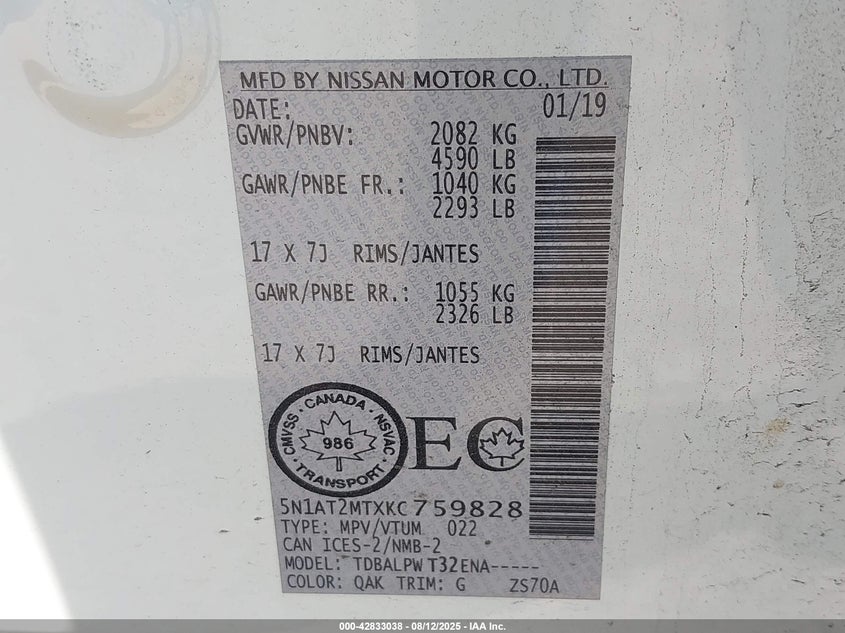 MFD BY NISSAN MOTOR CO., LTD.
DATE: 01/19
GVWR/PNBV: 2082 KG
4590 LB
GAWR/PNBE FR.: 1040 KG
2293 LB
17 X 7J RIMS/JANTES
GAWR/PNBE RR.: 1055 KG
2326 LB
17 X 7J RIMS/JANTES
CMVSS · CANADA · NSVAC · TRANSPORT ·
986
EC
5N1AT2MTXKC759828
TYPE: MPV/VTUM 022
CAN ICES-2/NMB-2
MODEL: TDBALPW T32ENA-----
COLOR: QAK TRIM: G ZS70A
000-42833038 - 08/12/2025 - IAA Inc.